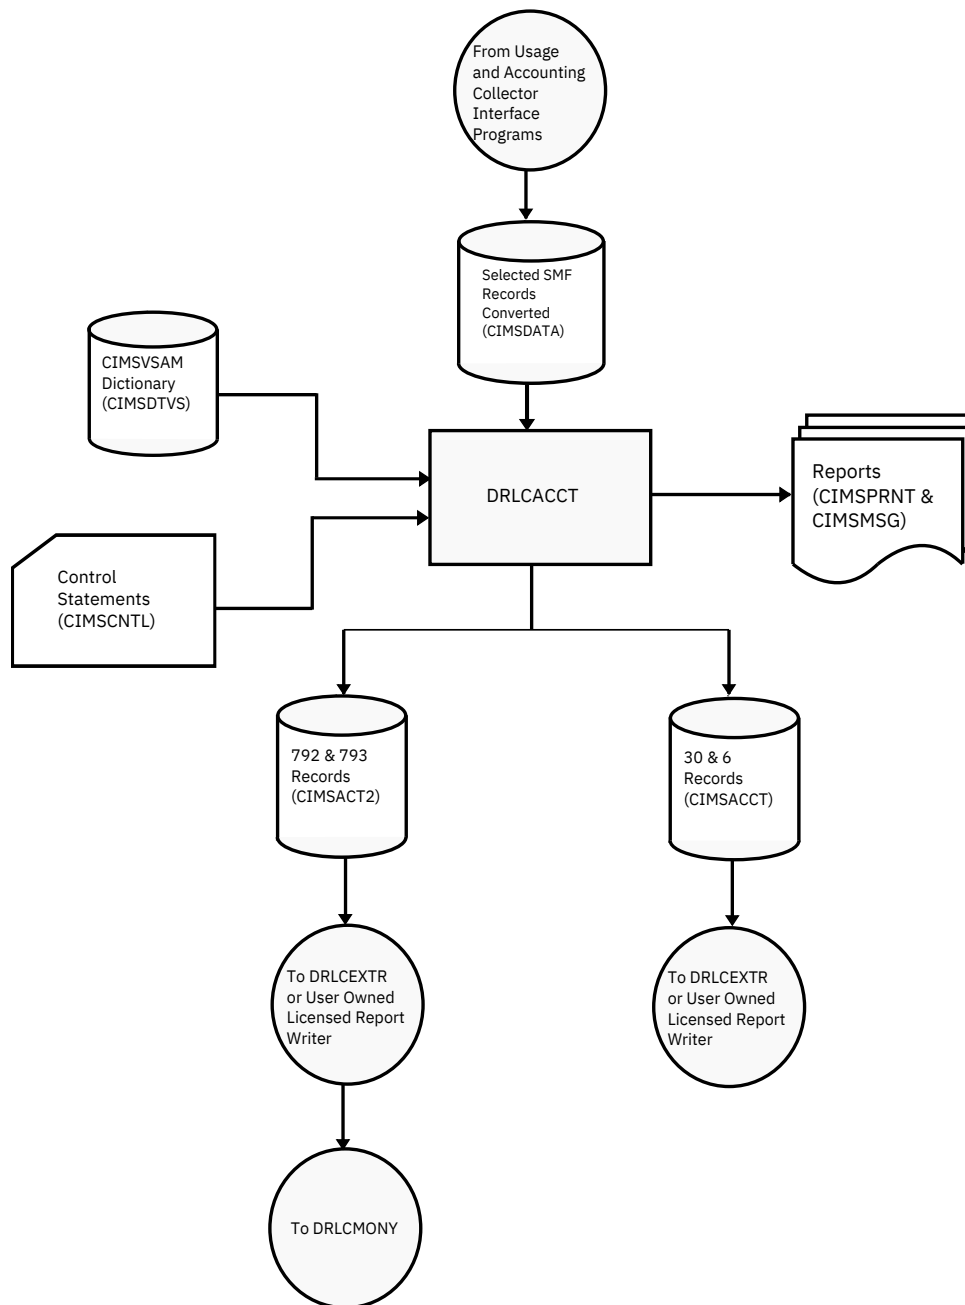 From Usage
and Accounting
Collector
Interface
Programs
Selected SMF
Records
Converted
(CIMSDATA)
CIMSVSAM
Dictionary
(CIMSDTVS)
DRLCACCT
Reports
(CIMSPRNT &
CIMSMSG)
Control
Statements
(CIMSCNTL)
792 & 793
Records
(CIMSACT2)
30 & 6
Records
(CIMSACCT)
To DRLCEXTR
or User Owned
Licensed Report
Writer
To DRLCEXTR
or User Owned
Licensed Report
Writer
To DRLCMONY